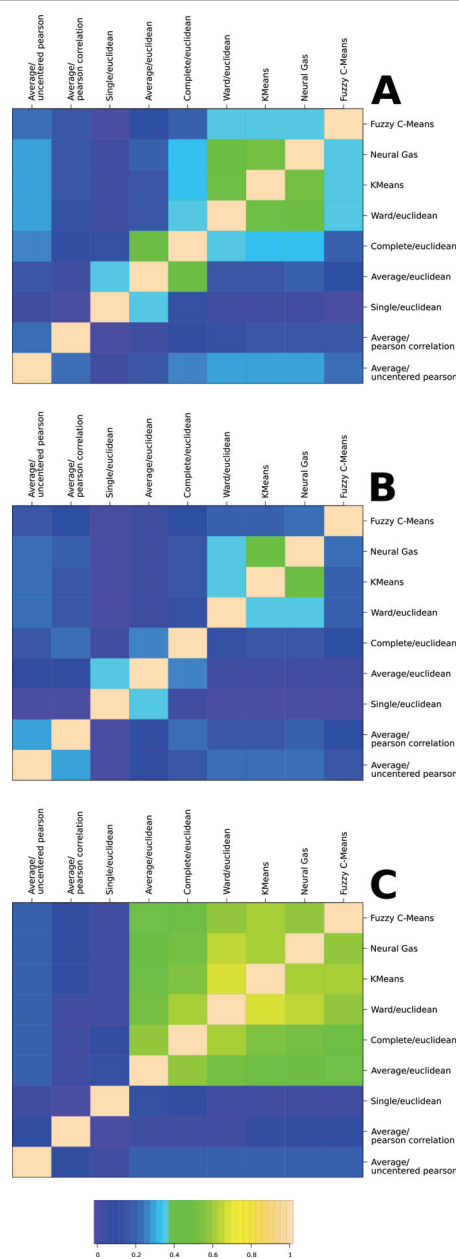 Average/
uncentered pearson
Average/
pearson correlation
Single/euclidean
Average/euclidean
Complete/euclidean
Ward/euclidean
KMeans
Neural Gas
Fuzzy C-Means
A
Fuzzy C-Means
Neural Gas
KMeans
Ward/euclidean
Complete/euclidean
Average/euclidean
Single/euclidean
Average/
pearson correlation
Average/
uncentered pearson
Average/
uncentered pearson
Average/
pearson correlation
Single/euclidean
Average/euclidean
Complete/euclidean
Ward/euclidean
KMeans
Neural Gas
Fuzzy C-Means
B
Fuzzy C-Means
Neural Gas
KMeans
Ward/euclidean
Complete/euclidean
Average/euclidean
Single/euclidean
Average/
pearson correlation
Average/
uncentered pearson
Average/
uncentered pearson
Average/
pearson correlation
Single/euclidean
Average/euclidean
Complete/euclidean
Ward/euclidean
KMeans
Neural Gas
Fuzzy C-Means
C
Fuzzy C-Means
Neural Gas
KMeans
Ward/euclidean
Complete/euclidean
Average/euclidean
Single/euclidean
Average/
pearson correlation
Average/
uncentered pearson
0 0.2 0.4 0.6 0.8 1